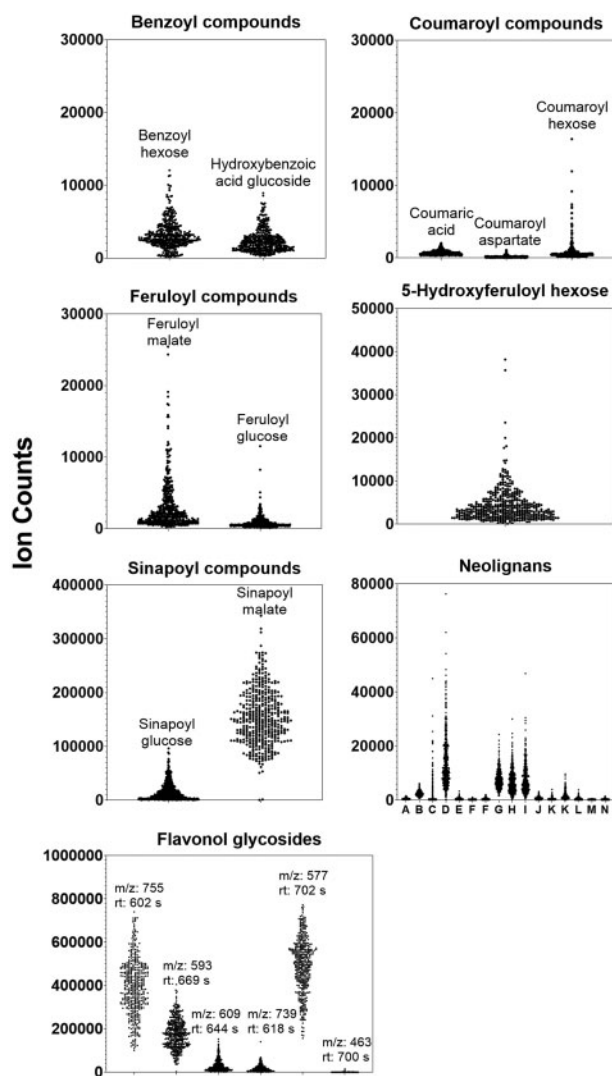 Benzoyl compounds
30000
20000
10000
0
Benzoyl
hexose
Hydroxybenzoic
acid glucoside
Coumaroyl compounds
30000
20000
10000
0
Coumaric
acid
Coumaroyl
aspartate
Coumaroyl
hexose
Feruloyl compounds
30000
20000
10000
0
Feruloyl
malate
Feruloyl
glucose
5-Hydroxyferuloyl hexose
50000
40000
30000
20000
10000
0
Ion Counts
Sinapoyl compounds
400000
300000
200000
100000
0
Sinapoyl
glucose
Sinapoyl
malate
Neolignans
80000
60000
40000
20000
0
A B C D E F F G H I J K K L M N
Flavonol glycosides
1000000
800000
600000
400000
200000
0
m/z: 755
rt: 602 s
m/z: 593
rt: 669 s
m/z: 609
rt: 644 s
m/z: 739
rt: 618 s
m/z: 577
rt: 702 s
m/z: 463
rt: 700 s